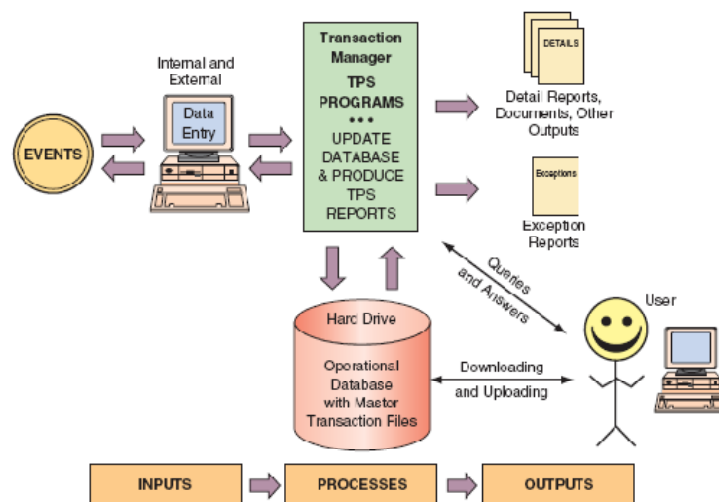 Internal and
External
Data
Entry
EVENTS
Transaction
Manager
TPS
PROGRAMS
•••
UPDATE
DATABASE
& PRODUCE
TPS
REPORTS
DETAILS
Detail Reports,
Documents, Other
Outputs
Exceptions
Exception
Reports
Queries
and Answers
User
Hard Drive
Operational
Database
with Master
Transaction Files
Downloading
and Uploading
INPUTS
PROCESSES
OUTPUTS